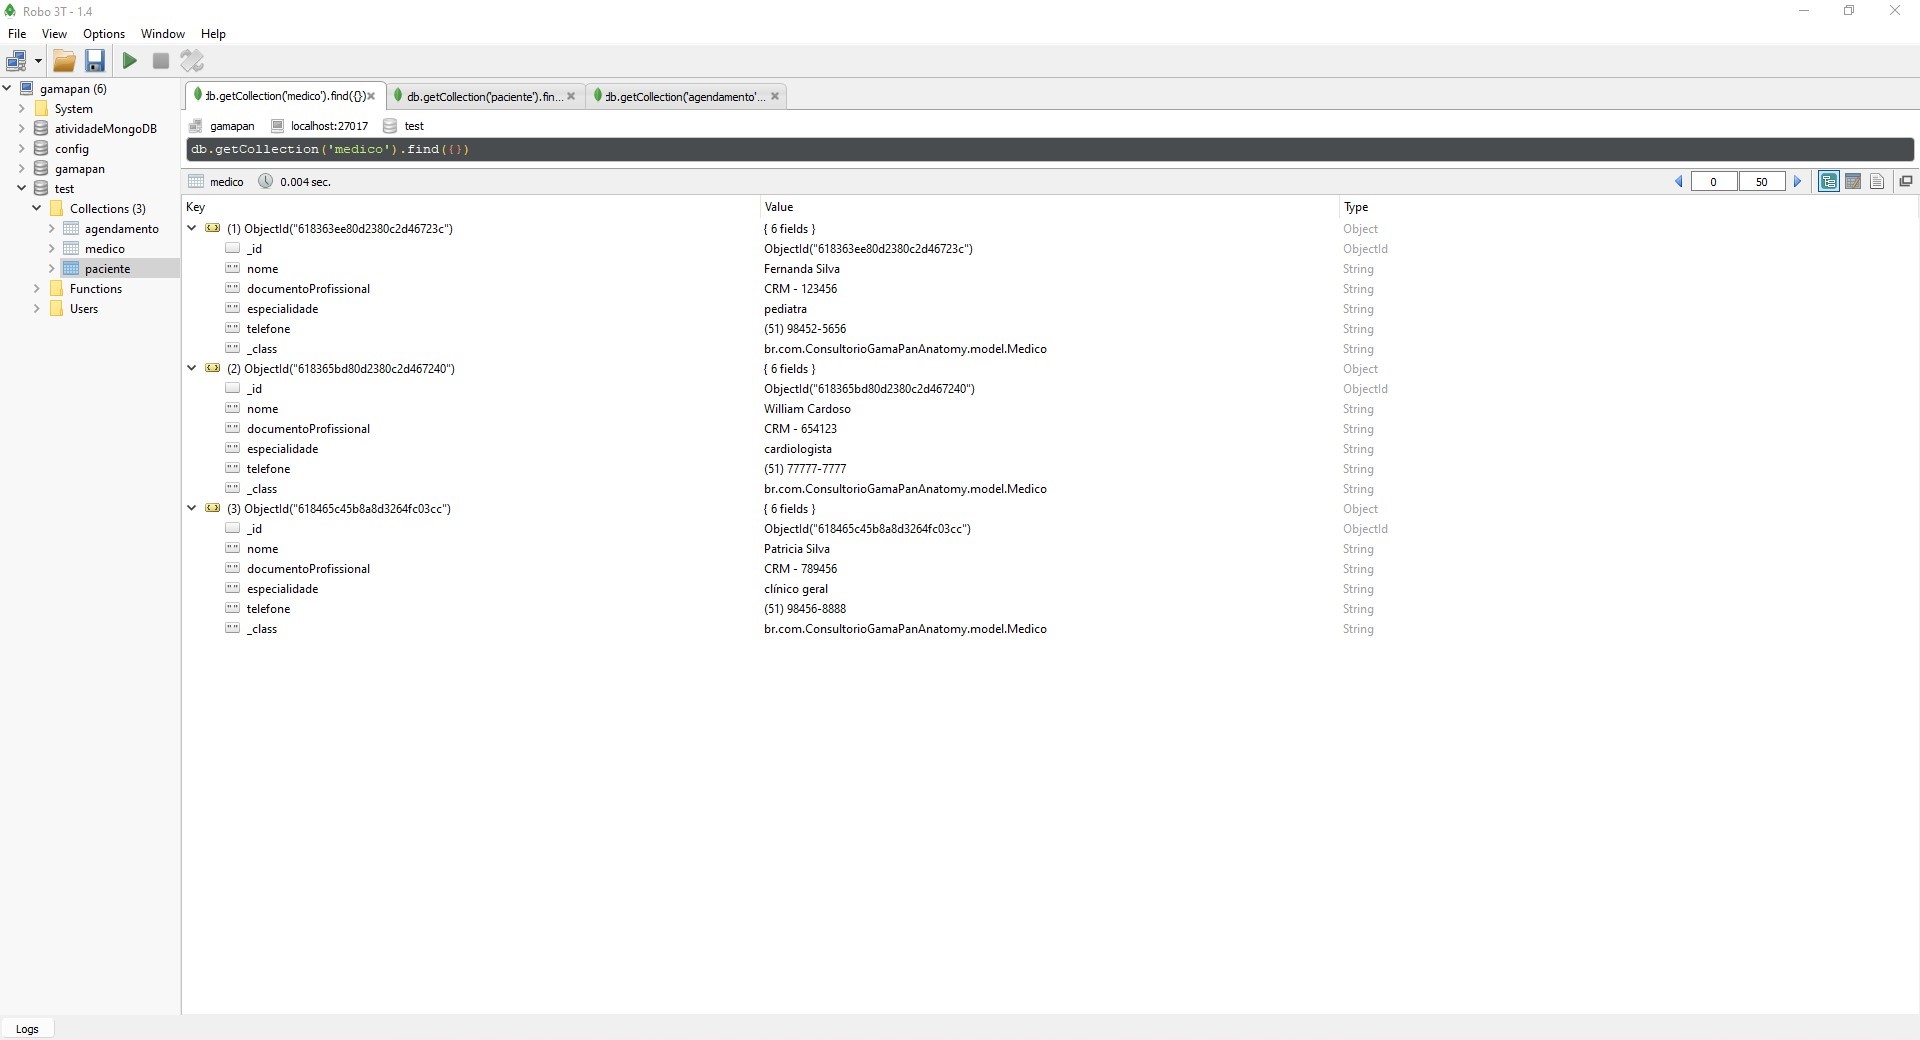 Robo 3T - 1.4
File View Options Window Help
gamapan (6)
System
atividadeMongoDB
config
gamapan
test
Collections (3)
agendamento
medico
paciente
Functions
Users
db.getCollection('medico').find({})
db.getCollection('paciente').fin...
db.getCollection('agendamento'...
gamapan localhost:27017 test
db.getCollection('medico').find({})
medico 0.004 sec. 0 50
Key Value Type
(1) ObjectId("618363ee80d2380c2d46723c") { 6 fields } Object
_id ObjectId("618363ee80d2380c2d46723c") ObjectId
nome Fernanda Silva String
documentoProfissional CRM - 123456 String
especialidade pediatra String
telefone (51) 98452-5656 String
_class br.com.ConsultorioGamaPanAnatomy.model.Medico String
(2) ObjectId("618365bd80d2380c2d467240") { 6 fields } Object
_id ObjectId("618365bd80d2380c2d467240") ObjectId
nome William Cardoso String
documentoProfissional CRM - 654123 String
especialidade cardiologista String
telefone (51) 77777-7777 String
_class br.com.ConsultorioGamaPanAnatomy.model.Medico String
(3) ObjectId("618465c45b8a8d3264fc03cc") { 6 fields } Object
_id ObjectId("618465c45b8a8d3264fc03cc") ObjectId
nome Patricia Silva String
documentoProfissional CRM - 789456 String
especialidade clínico geral String
telefone (51) 98456-8888 String
_class br.com.ConsultorioGamaPanAnatomy.model.Medico String
Logs